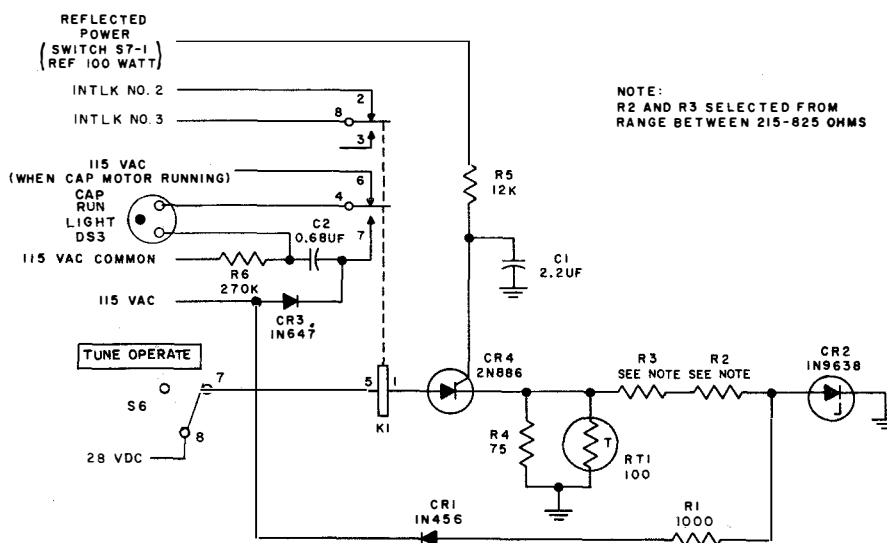 REFLECTED
POWER
( SWITCH S7-1 )
REF 100 WATT
INTLK NO. 2
2
INTLK NO. 3
8
3
NOTE:
R2 AND R3 SELECTED FROM
RANGE BETWEEN 215-825 OHMS
115 VAC
(WHEN CAP MOTOR RUNNING)
6
CAP
RUN
LIGHT
DS3
4
7
C2
0.68UF
R5
12K
C1
2.2UF
115 VAC COMMON
R6
270K
115 VAC
CR3
1N647
TUNE OPERATE
7
S6
8
28 VDC
5
1
K1
CR4
2N886
R3
SEE NOTE
R2
SEE NOTE
CR2
1N9638
R4
75
T
RT1
100
CR1
1N456
R1
1000